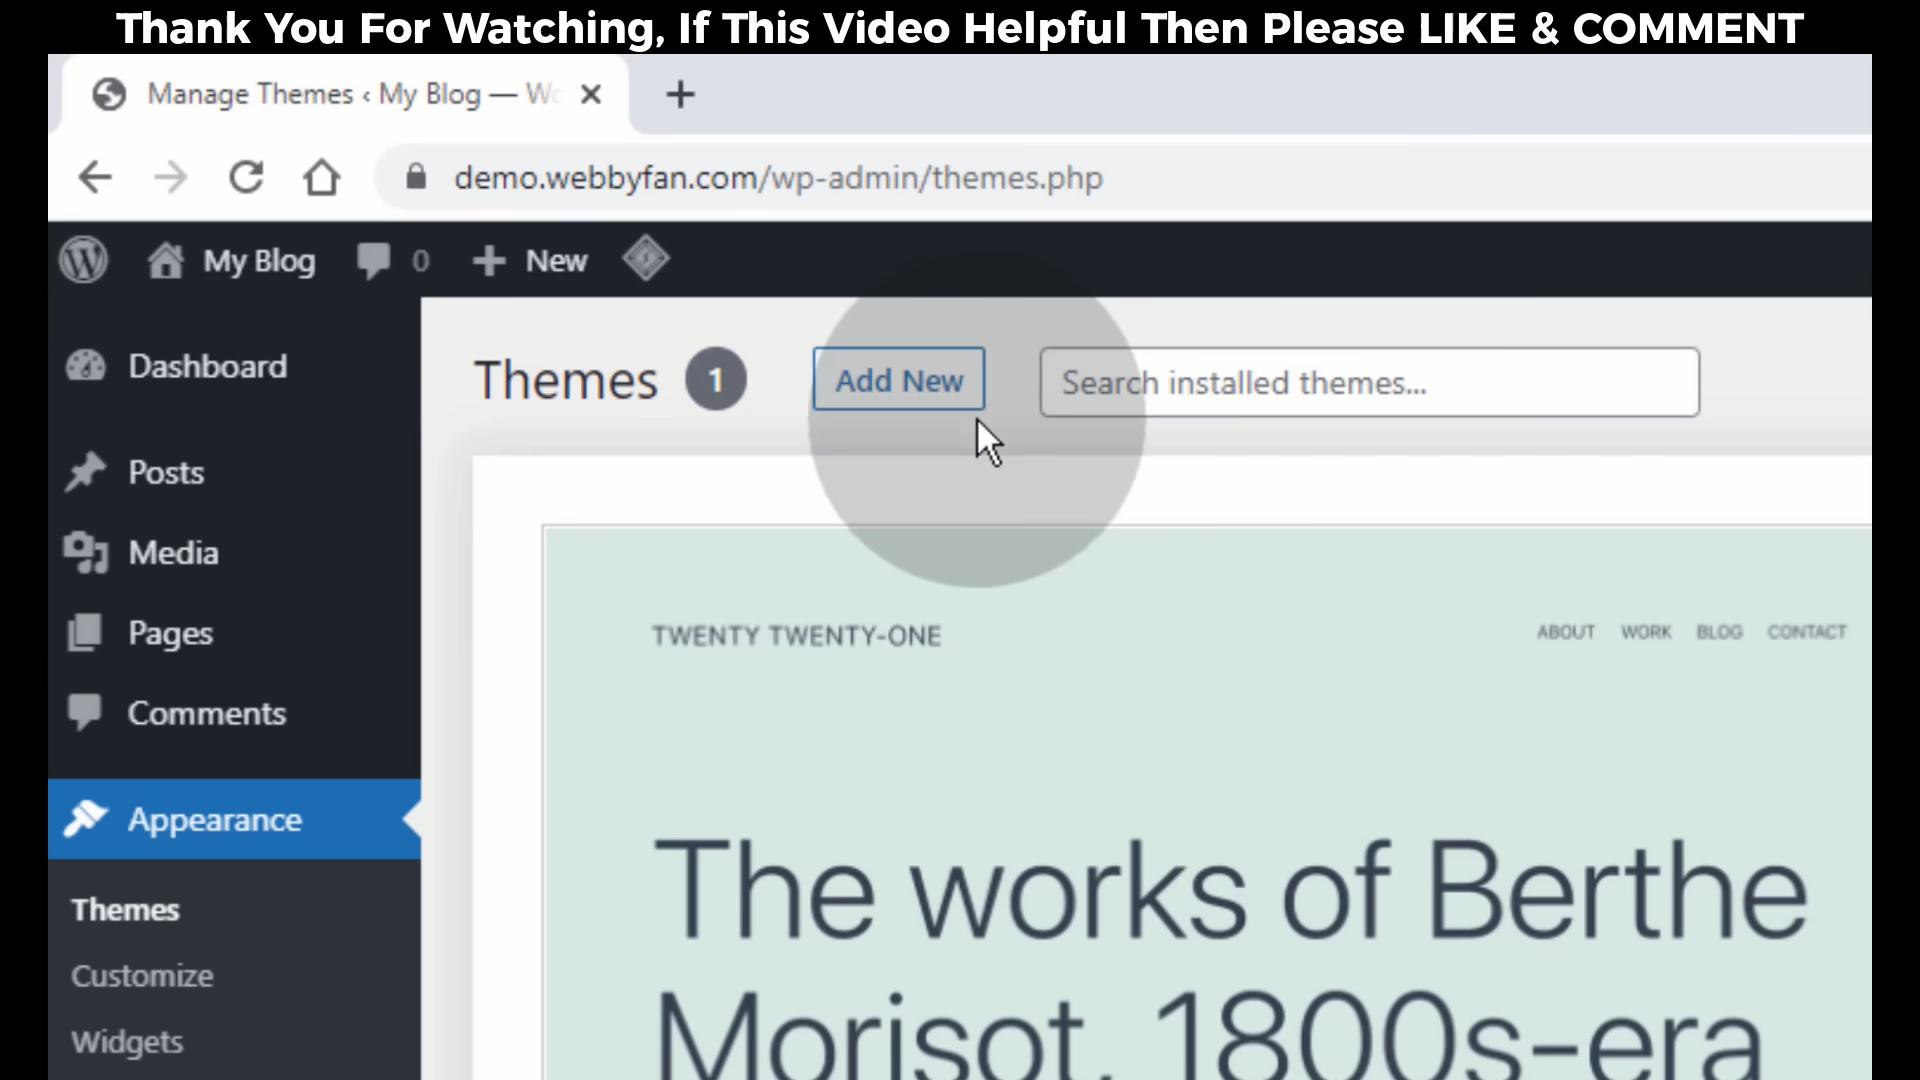 Thank You For Watching, If This Video Helpful Then Please LIKE & COMMENT
Manage Themes ‹ My Blog — Wo
demo.webbyfan.com/wp-admin/themes.php
My Blog 0 New
Themes 1 Add New Search installed themes...
Dashboard
Posts
Media
Pages
Comments
Appearance
Themes
Customize
Widgets
TWENTY TWENTY-ONE ABOUT WORK BLOG CONTACT
The works of Berthe
Morisot, 1800s-era